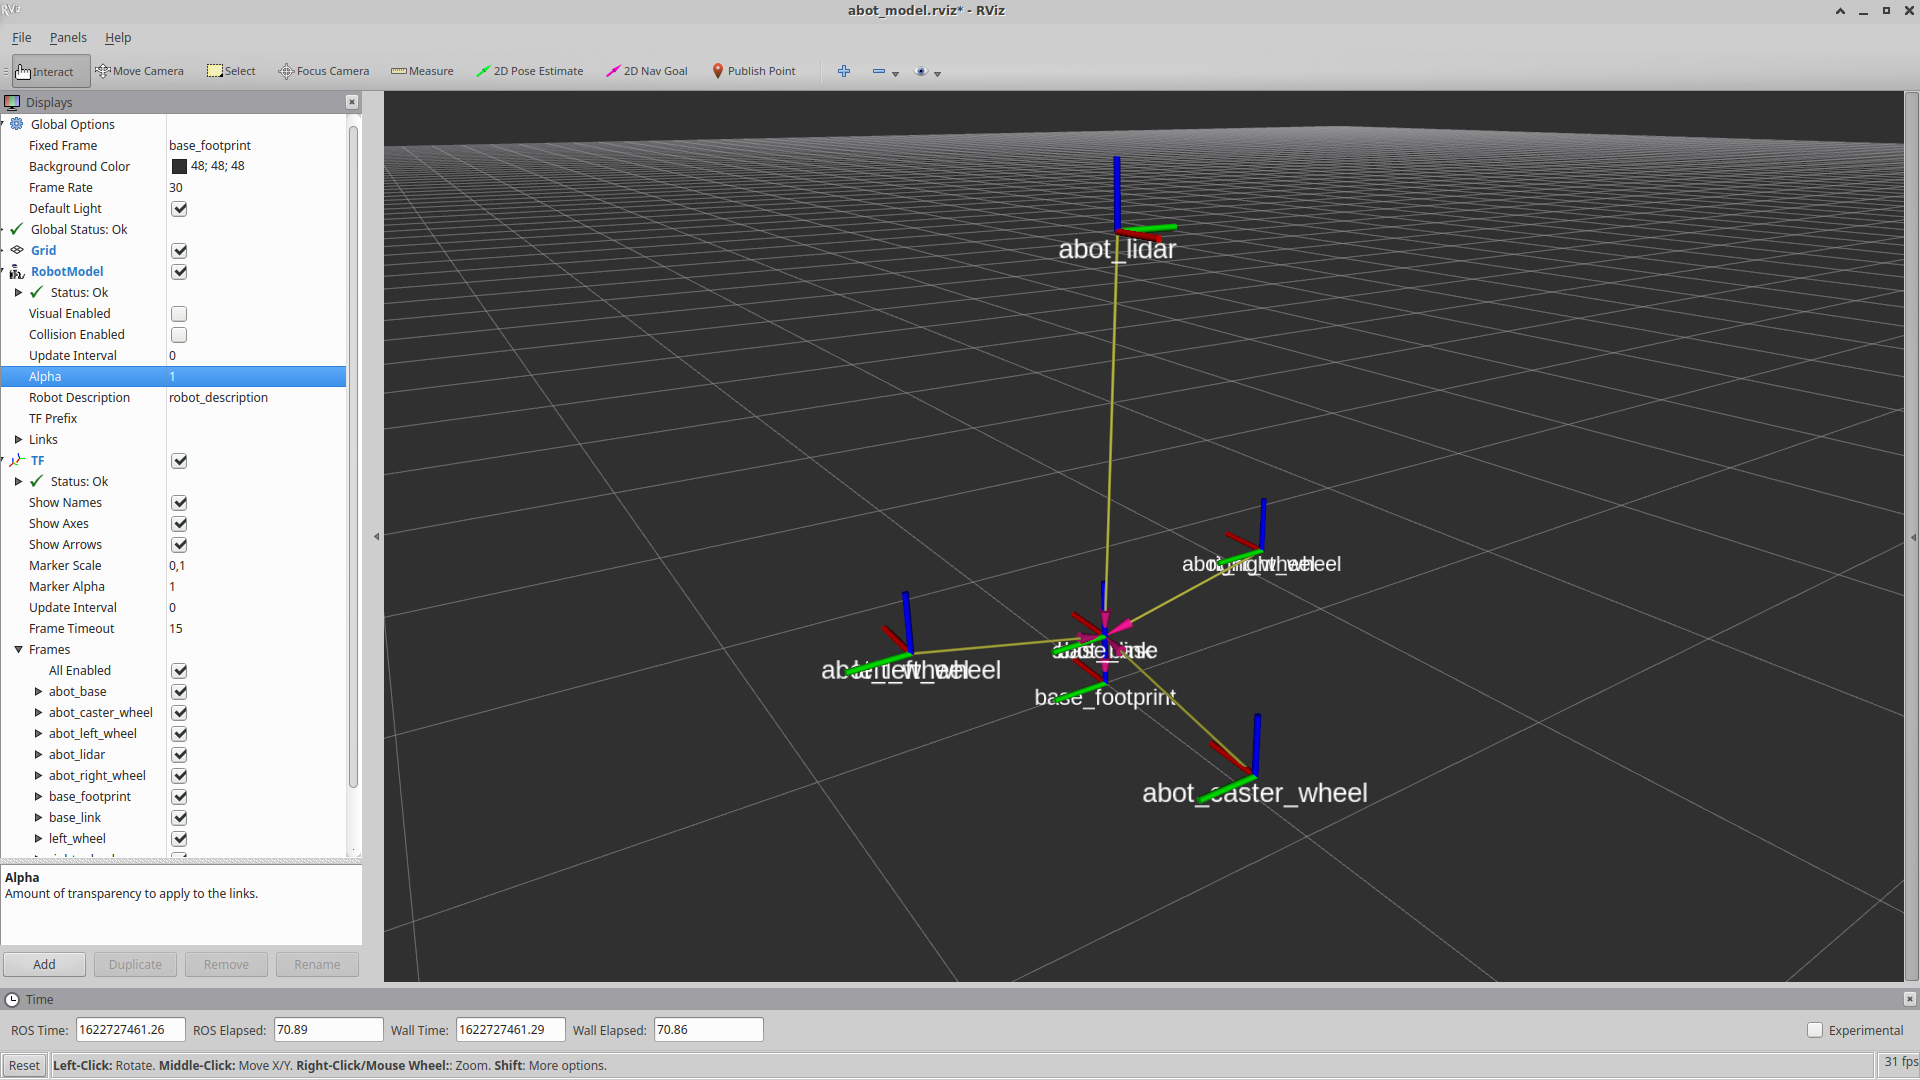 RViz
abot_model.rviz* - RViz
File Panels Help
Interact Move Camera Select Focus Camera Measure 2D Pose Estimate 2D Nav Goal Publish Point
Displays
Global Options
Fixed Frame base_footprint
Background Color 48; 48; 48
Frame Rate 30
Default Light
Global Status: Ok
Grid
RobotModel
Status: Ok
Visual Enabled
Collision Enabled
Update Interval 0
Alpha 1
Robot Description robot_description
TF Prefix
Links
TF
Status: Ok
Show Names
Show Axes
Show Arrows
Marker Scale 0,1
Marker Alpha 1
Update Interval 0
Frame Timeout 15
Frames
All Enabled
abot_base
abot_caster_wheel
abot_left_wheel
abot_lidar
abot_right_wheel
base_footprint
base_link
left_wheel
Alpha
Amount of transparency to apply to the links.
Add Duplicate Remove Rename
abot_lidar
base_footprint
abot_caster_wheel
Time
ROS Time: 1622727461.26 ROS Elapsed: 70.89 Wall Time: 1622727461.29 Wall Elapsed: 70.86 Experimental
Reset Left-Click: Rotate. Middle-Click: Move X/Y. Right-Click/Mouse Wheel:: Zoom. Shift: More options. 31 fps